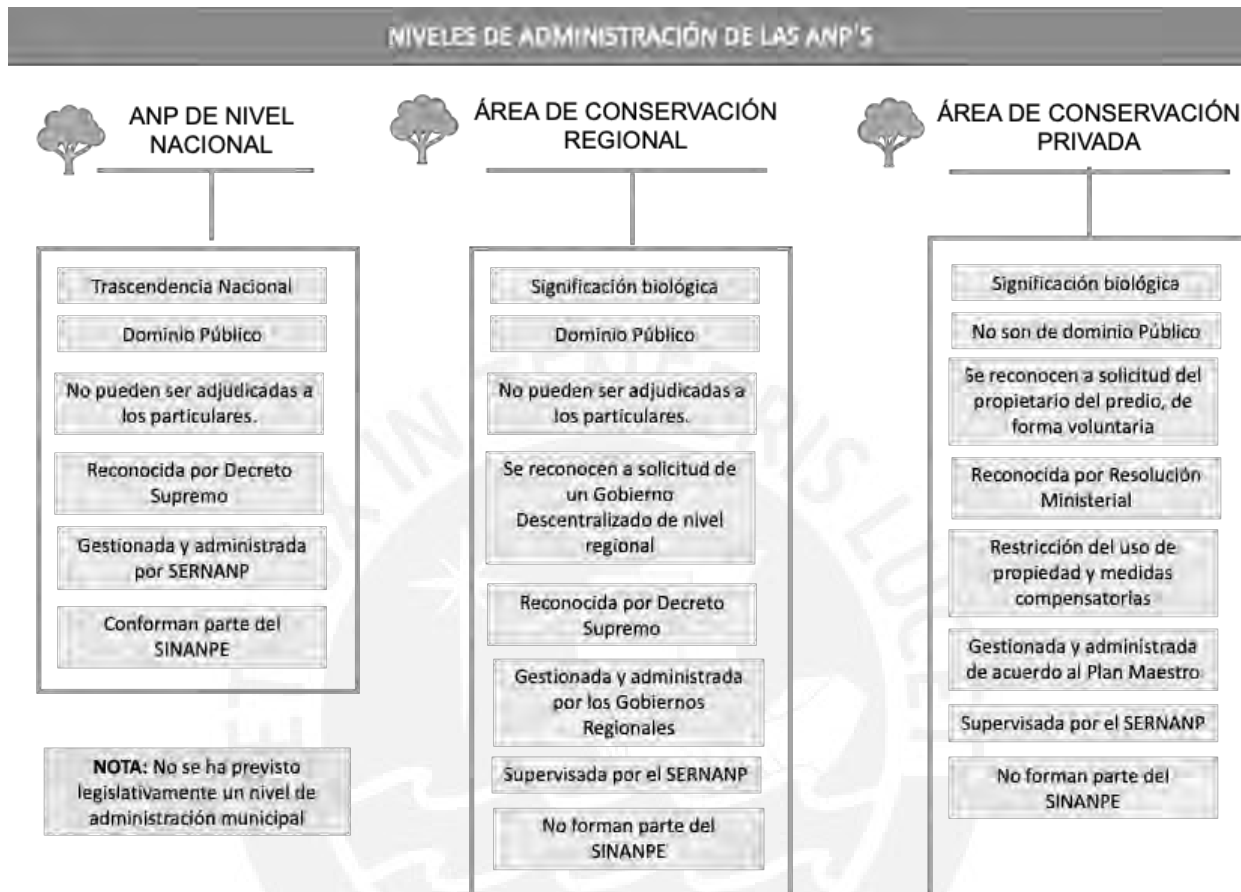 NIVELES DE ADMINISTRACIÓN DE LAS ANP'S
ANP DE NIVEL
NACIONAL
Trascendencia Nacional
Dominio Público
No pueden ser adjudicadas a
los particulares.
Reconocida por Decreto
Supremo
Gestionada y administrada
por SERNANP
Conforman parte del
SINANPE
NOTA: No se ha previsto
legislativamente un nivel de
administración municipal
ÁREA DE CONSERVACIÓN
REGIONAL
Significación biológica
Dominio Público
No pueden ser adjudicadas a
los particulares.
Se reconocen a solicitud de
un Gobierno
Descentralizado de nivel
regional
Reconocida por Decreto
Supremo
Gestionada y administrada
por los Gobiernos
Regionales
Supervisada por el SERNANP
No forman parte del
SINANPE
ÁREA DE CONSERVACIÓN
PRIVADA
Significación biológica
No son de dominio Público
Se reconocen a solicitud del
propietario del predio, de
forma voluntaria
Reconocida por Resolución
Ministerial
Restricción del uso de
propiedad y medidas
compensatorias
Gestionada y administrada
de acuerdo al Plan Maestro
Supervisada por el SERNANP
No forman parte del
SINANPE